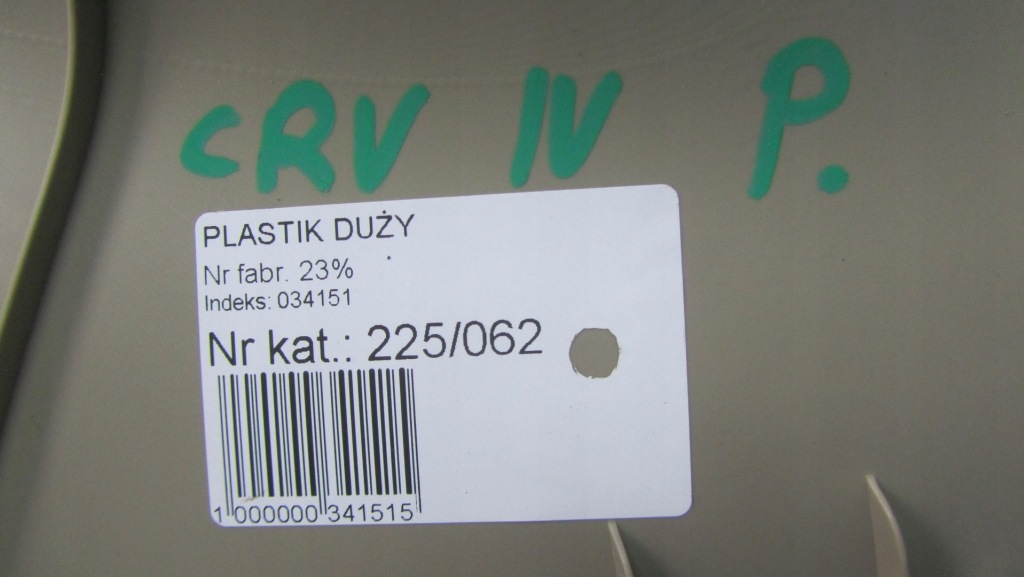 CRV IV P.
PLASTIK DUŻY
Nr fabr. 23%
Indeks: 034151
Nr kat.: 225/062
1 000000 341515